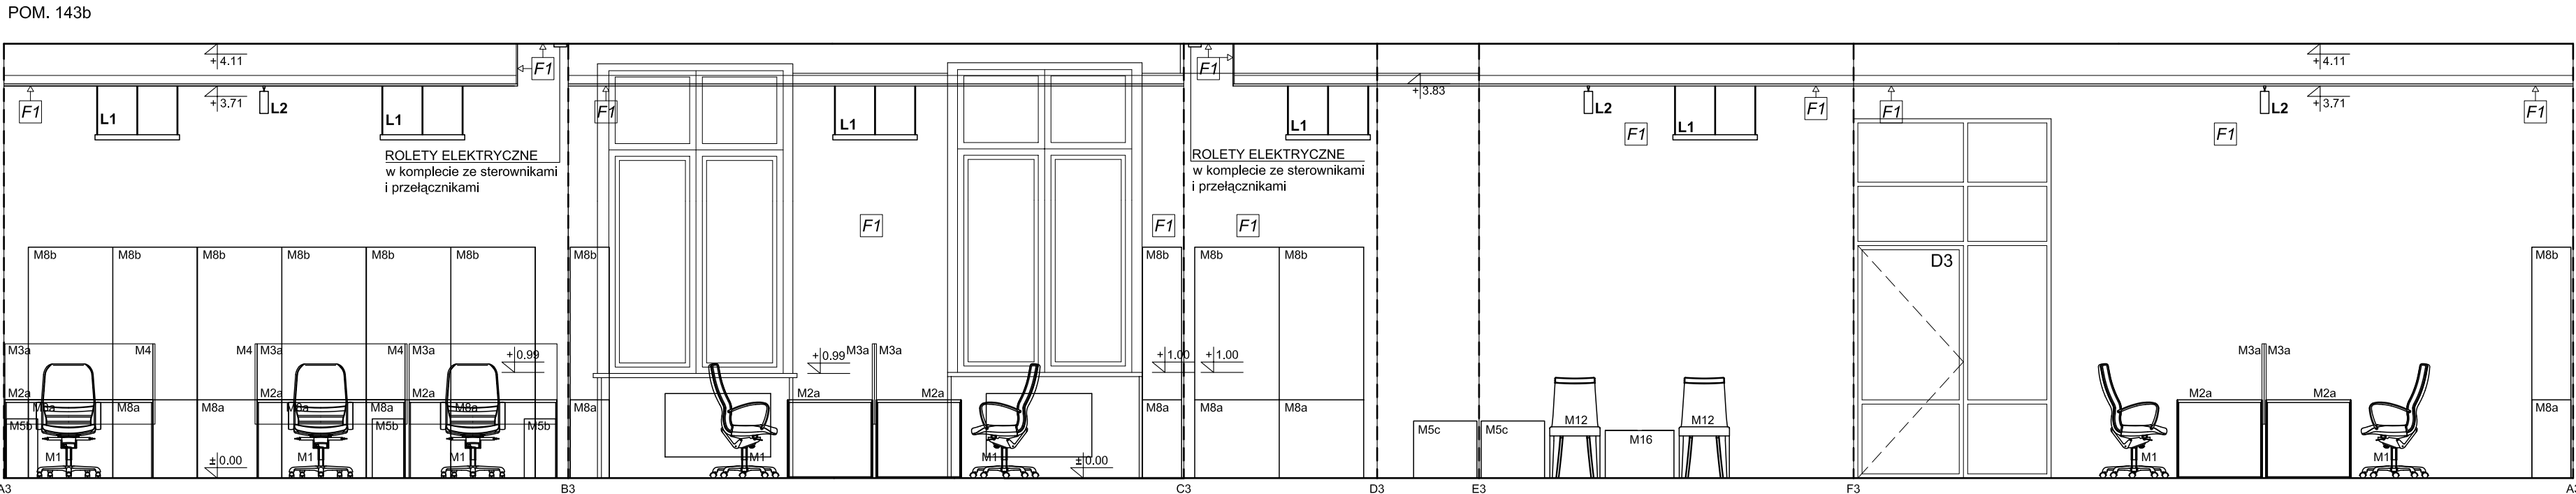 POM. 143b
+ 4.11
F1
F1
+ 4.11
F1
L1
+ 3.71
L2
L1
F1
L1
L1
+3.83
L2
F1
L1
F1
F1
F1
L2
+ 3.71
F1
ROLETY ELEKTRYCZNE
w komplecie ze sterownikami
i przełącznikami
ROLETY ELEKTRYCZNE
w komplecie ze sterownikami
i przełącznikami
F1
F1
F1
M8b
M8b
M8b
M8b
M8b
M8b
M8b
M8b
M8b
M8b
D3
M8b
M3a
M4
M4
M3a
M4
M3a
+ 0.99
+ 0.99
M3a
M3a
+ 1.00
+ 1.00
M3a
M3a
M2a
M2a
M2a
M2a
M2a
M2a
M2a
M8a
M8a
M8a
M8a
M8a
M8a
M8a
M8a
M8a
M8a
M8a
M5b
M5b
M5b
M5c
M5c
M12
M16
M12
M1
± 0.00
M1
M1
M1
M1
± 0.00
M1
M1
A3
B3
C3
D3
E3
F3